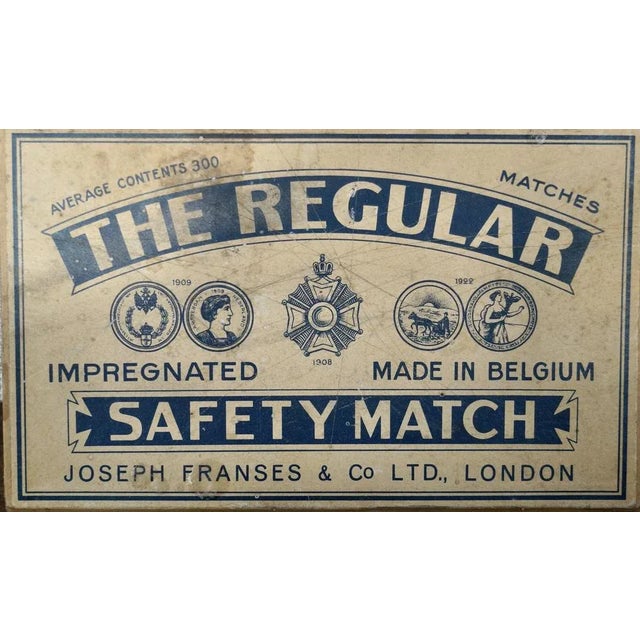 AVERAGE CONTENTS 300 MATCHES
THE REGULAR
1909 1922
1908
IMPREGNATED MADE IN BELGIUM
SAFETY MATCH
JOSEPH FRANSES & Co LTD., LONDON